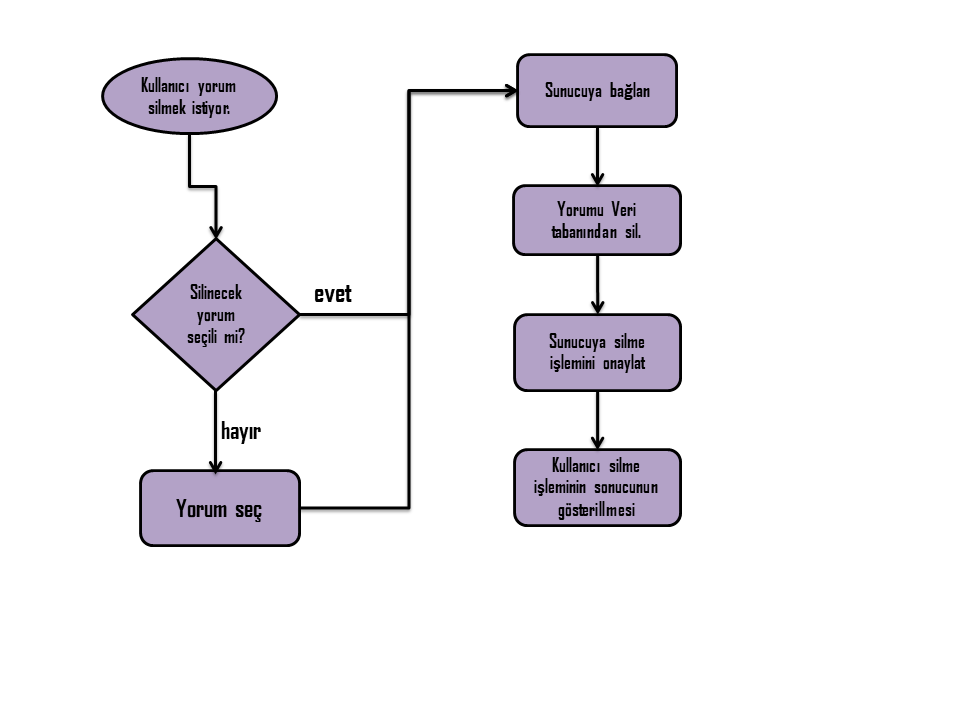 Kullanıcı yorum
silmek istiyor.
Silinecek
yorum
seçili mi?
evet
hayır
Yorum seç
Sunucuya bağlan
Yorumu Veri
tabanından sil.
Sunucuya silme
işlemini onaylat
Kullanıcı silme
işleminin sonucunun
gösterillmesi